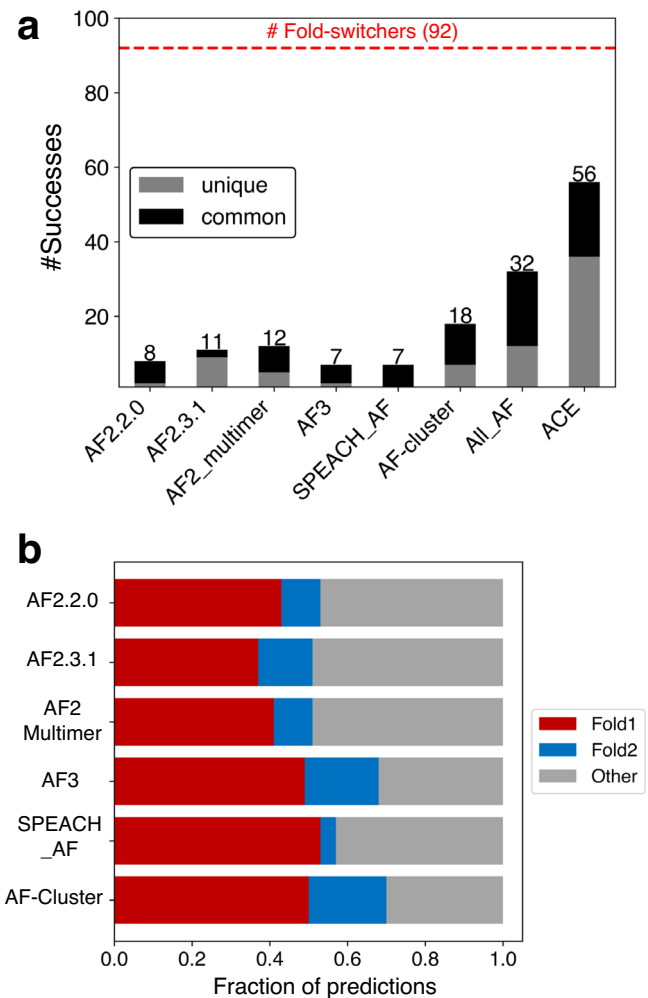 a
100
# Fold-switchers (92)
80
60
40
20
#Successes
unique
common
8
11
12
7
7
18
32
56
AF2.2.0
AF2.3.1
AF2_multimer
AF3
SPEACH_AF
AF-cluster
All_AF
ACE
b
AF2.2.0
AF2.3.1
AF2
Multimer
AF3
SPEACH
_AF
AF-Cluster
Fold1
Fold2
Other
0.0
0.2
0.4
0.6
0.8
1.0
Fraction of predictions